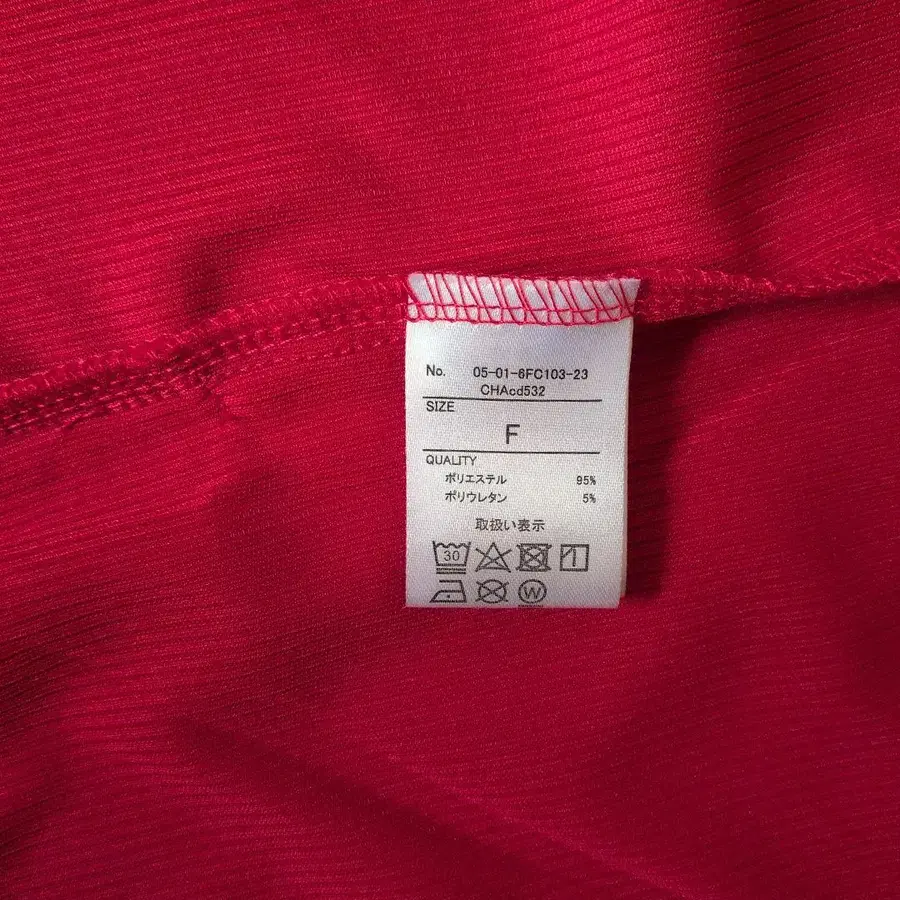 No. 05-01-6FC103-23
CHAcd532
SIZE
F
QUALITY
ポリエステル 95%
ポリウレタン 5%
取扱い表示
30
W